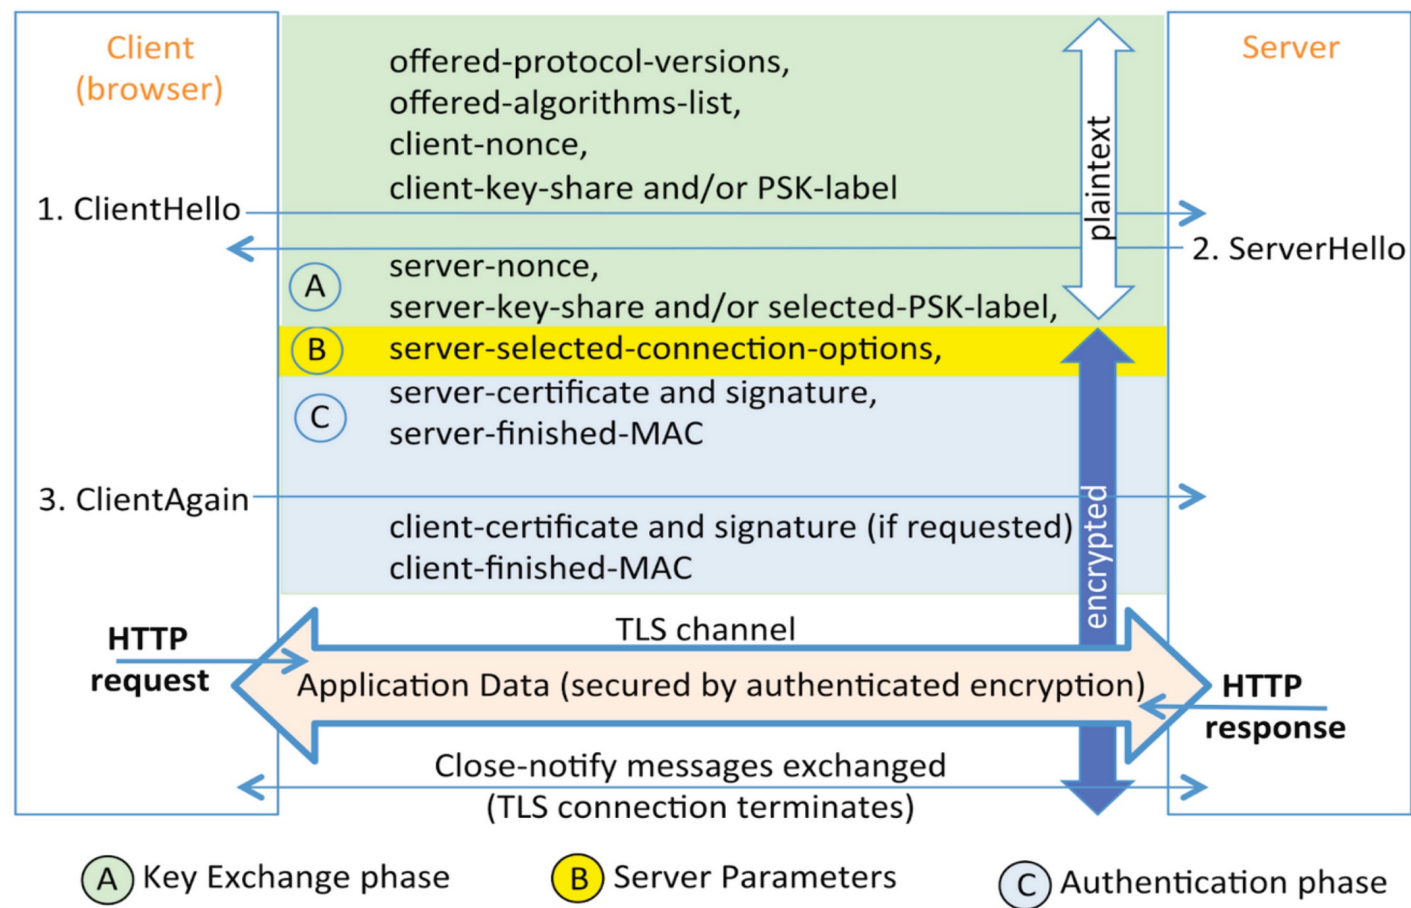 Client
(browser)
Server
offered-protocol-versions,
offered-algorithms-list,
client-nonce,
client-key-share and/or PSK-label
plaintext
1. ClientHello
2. ServerHello
A
server-nonce,
server-key-share and/or selected-PSK-label,
B
server-selected-connection-options,
C
server-certificate and signature,
server-finished-MAC
3. ClientAgain
encrypted
client-certificate and signature (if requested)
client-finished-MAC
TLS channel
HTTP
request
Application Data (secured by authenticated encryption)
HTTP
response
Close-notify messages exchanged
(TLS connection terminates)
A Key Exchange phase
B Server Parameters
C Authentication phase